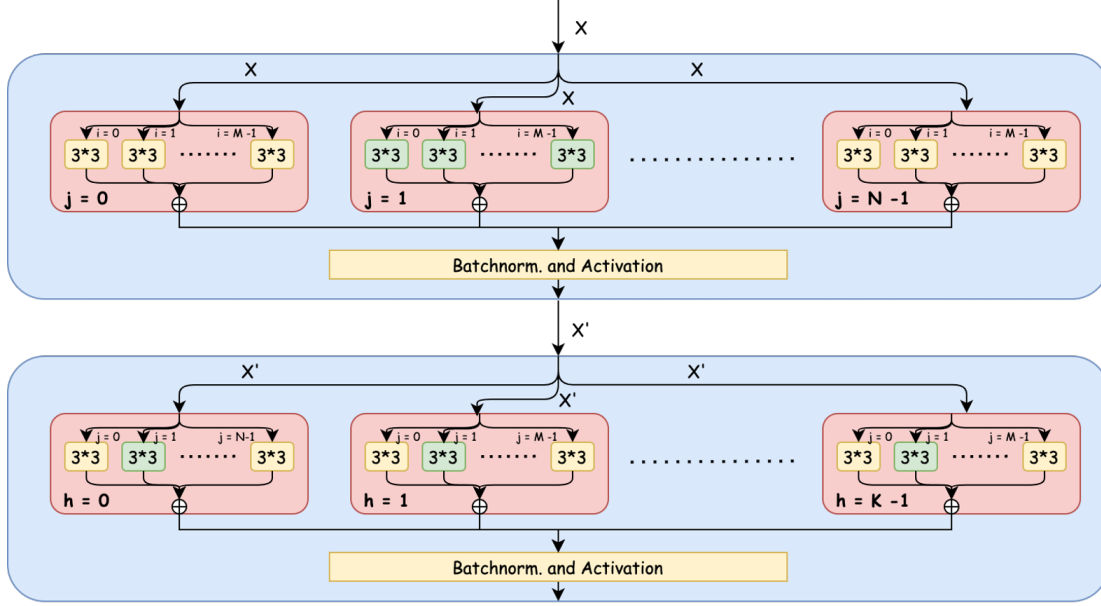 X
X
X
X
i = 0
i = 1
i = M -1
3*3
3*3
.......
3*3
j = 0
i = 0
i = 1
i = M -1
3*3
3*3
.......
3*3
j = 1
i = 0
i = 1
i = M -1
3*3
3*3
.......
3*3
j = N -1
Batchnorm. and Activation
X'
X'
X'
X'
j = 0
j = 1
j = N-1
3*3
3*3
.......
3*3
h = 0
j = 0
j = 1
j = M -1
3*3
3*3
.......
3*3
h = 1
j = 0
j = 1
j = M -1
3*3
3*3
.......
3*3
h = K -1
Batchnorm. and Activation